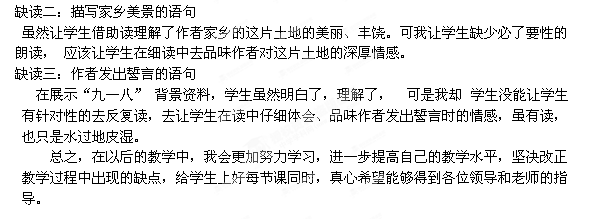 缺读二：描写家乡美景的语句
虽然让学生借助读理解了作者家乡的这片土地的美丽、丰饶。可我让学生缺少必了要性的
朗读， 应该让学生在细读中去品味作者对这片土地的深厚情感。
缺读三：作者发出誓言的语句
在展示“九一八” 背景资料，学生虽然明白了，理解了， 可是我却 学生没能让学生
有针对性的去反复读，去让学生在读中仔细体会、品味作者发出誓言时的情感，虽有读，
也只是水过地皮湿。
总之，在以后的教学中，我会更加努力学习，进一步提高自己的教学水平，坚决改正
教学过程中出现的缺点，给学生上好每节课同时，真心希望能够得到各位领导和老师的指
导。